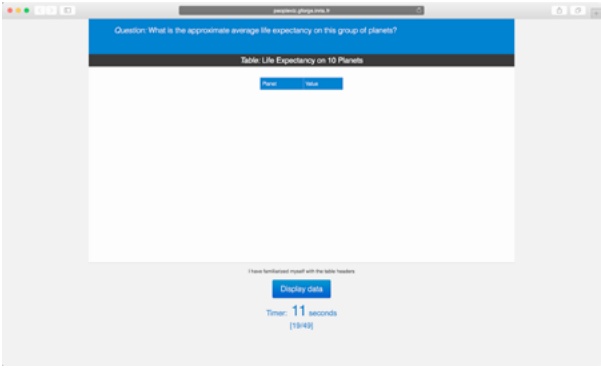 Question: What is the approximate average life expectancy on this group of planets?
Table: Life Expectancy on 10 Planets
Planet Value
I have familiarized myself with the table headers
Display data
Timer: 11 seconds
[19/49]